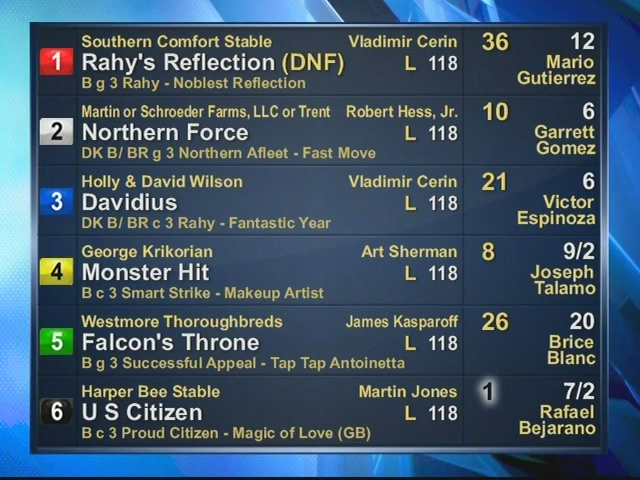 Southern Comfort Stable Vladimir Cerin 36 12
1 Rahy's Reflection (DNF) L 118 Mario
B g 3 Rahy - Noblest Reflection Gutierrez
Martin or Schroeder Farms, LLC or Trent Robert Hess, Jr. 10 6
2 Northern Force L 118 Garrett
DK B/ BR g 3 Northern Afleet - Fast Move Gomez
Holly & David Wilson Vladimir Cerin 21 6
3 Davidius L 118 Victor
DK B/ BR c 3 Rahy - Fantastic Year Espinoza
George Krikorian Art Sherman 8 9/2
4 Monster Hit L 118 Joseph
B c 3 Smart Strike - Makeup Artist Talamo
Westmore Thoroughbreds James Kasparoff 26 20
5 Falcon's Throne L 118 Brice
B g 3 Successful Appeal - Tap Tap Antoinetta Blanc
Harper Bee Stable Martin Jones 1 7/2
6 U S Citizen L 118 Rafael
B c 3 Proud Citizen - Magic of Love (GB) Bejarano